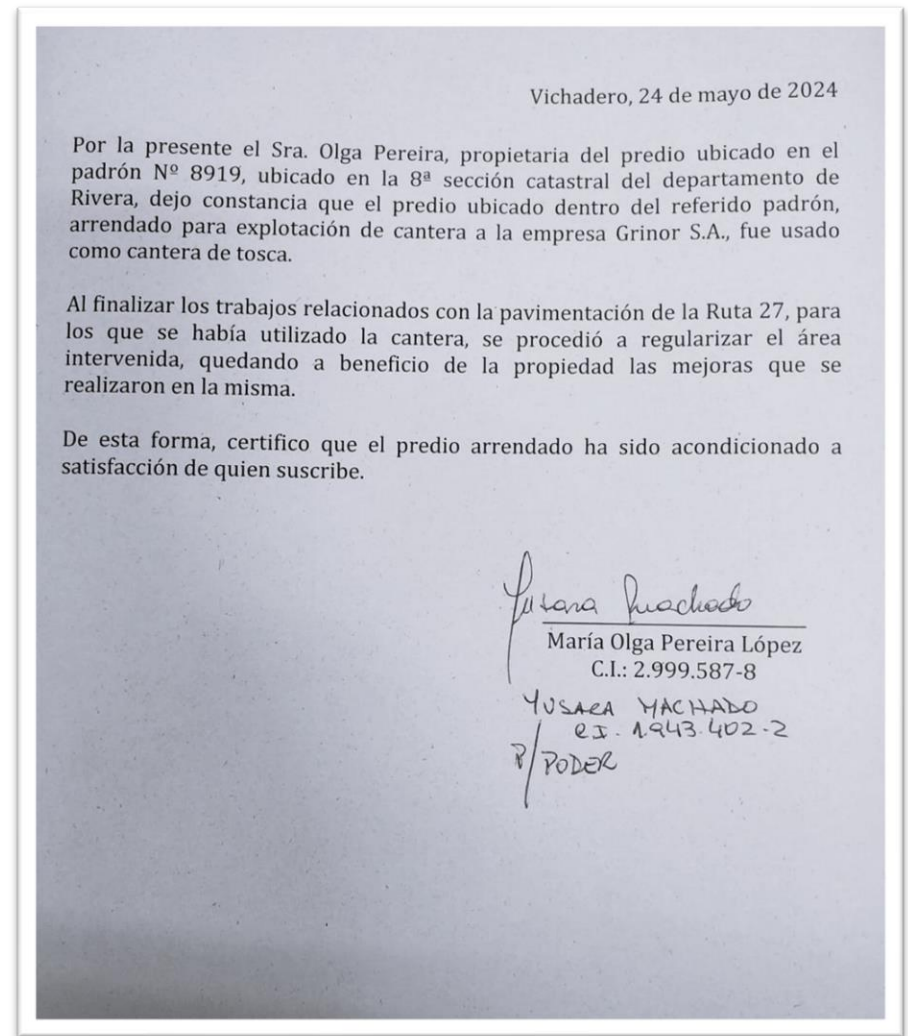 Vichadero, 24 de mayo de 2024
Por la presente el Sra. Olga Pereira, propietaria del predio ubicado en el
padrón Nº 8919, ubicado en la 8ª sección catastral del departamento de
Rivera, dejo constancia que el predio ubicado dentro del referido padrón,
arrendado para explotación de cantera a la empresa Grinor S.A., fue usado
como cantera de tosca.
Al finalizar los trabajos relacionados con la pavimentación de la Ruta 27, para
los que se había utilizado la cantera, se procedió a regularizar el área
intervenida, quedando a beneficio de la propiedad las mejoras que se
realizaron en la misma.
De esta forma, certifico que el predio arrendado ha sido acondicionado a
satisfacción de quien suscribe.
Yusara Machado
María Olga Pereira López
C.I.: 2.999.587-8
YUSARA MACHADO
CI. 1.943.402-2
P/PODER